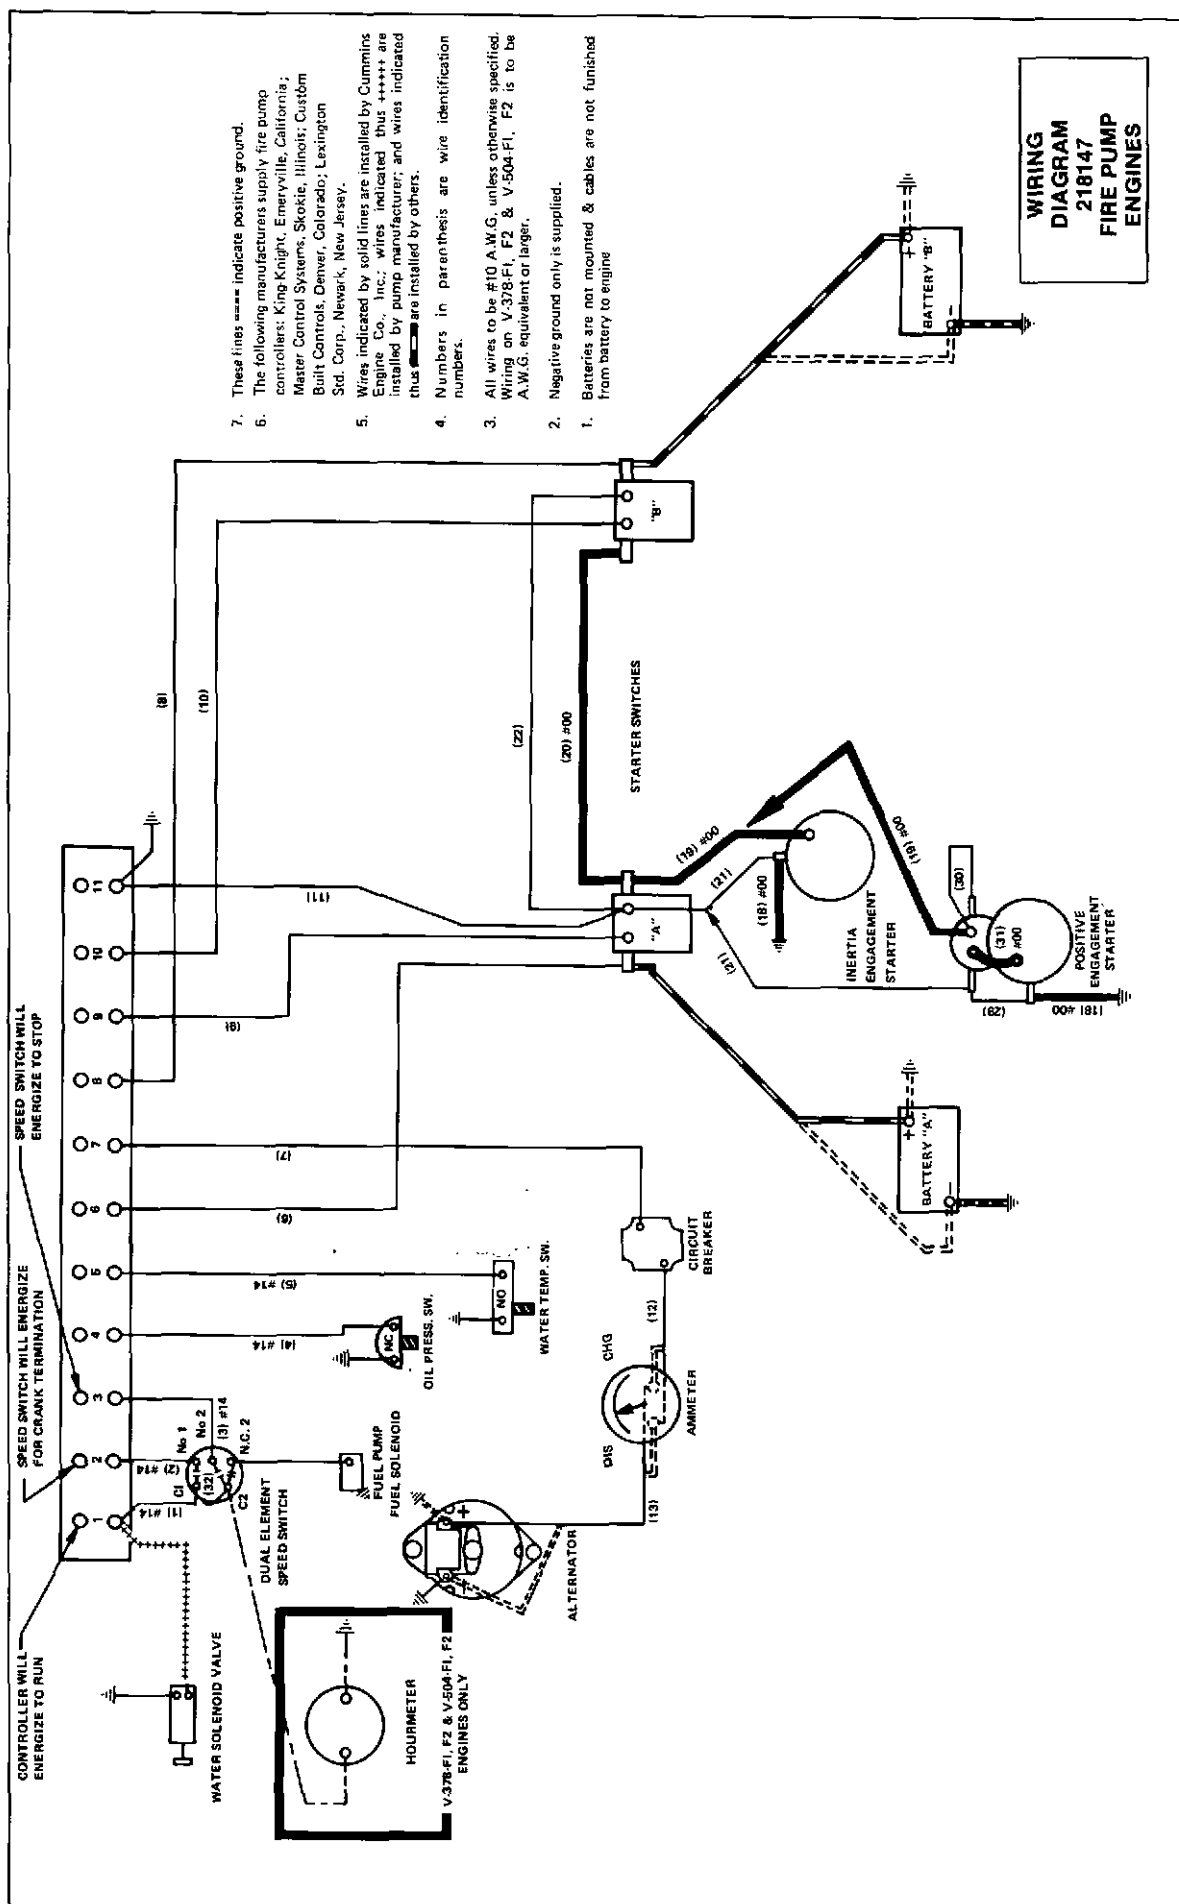 CONTROLLER WILL
ENERGIZE TO RUN
SPEED SWITCH WILL ENERGIZE
FOR CRANK TERMINATION
SPEED SWITCH WILL
ENERGIZE TO STOP
1
2
3
4
5
6
7
8
9
10
11
WATER SOLENOID VALVE
(1) #14
(2) #14
C1
No 1
No 2
(3) #14
(32)
N.C. 2
C2
DUAL ELEMENT
SPEED SWITCH
(4) #14
(5) #14
(6)
(7)
(9)
(11)
(8)
(10)
FUEL PUMP
FUEL SOLENOID
NC
OIL PRESS. SW.
NO
WATER TEMP. SW.
HOURMETER
V-378-F1, F2 & V-504-F1, F2
ENGINES ONLY
+
+
ALTERNATOR
(13)
DIS
CHG
AMMETER
(12)
CIRCUIT
BREAKER
"A"
(22)
(20) #00
"B"
STARTER SWITCHES
(19) #00
(21)
(18) #00
(21)
INERTIA
ENGAGEMENT
STARTER
(19) #00
(30)
(31)
#00
(29)
(18) #00
POSITIVE
ENGAGEMENT
STARTER
+
−
BATTERY "A"
+
−
BATTERY "B"
7. These lines ==== indicate positive ground.
6. The following manufacturers supply fire pump
controllers: King-Knight, Emeryville, California;
Master Control Systems, Skokie, Illinois; Custom
Built Controls, Denver, Colorado; Lexington
Std. Corp., Newark, New Jersey.
5. Wires indicated by solid lines are installed by Cummins
Engine Co., Inc.; wires indicated thus +++++ are
installed by pump manufacturer; and wires indicated
thus are installed by others.
4. Numbers in parenthesis are wire identification
numbers.
3. All wires to be #10 A.W.G, unless otherwise specified.
Wiring on V-378-F1, F2 & V-504-F1, F2 is to be
A.W.G. equivalent or larger.
2. Negative ground only is supplied.
1. Batteries are not mounted & cables are not funished
from battery to engine
WIRING
DIAGRAM
218147
FIRE PUMP
ENGINES